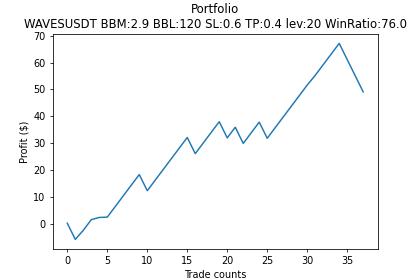 Portfolio
WAVESUSDT BBM:2.9 BBL:120 SL:0.6 TP:0.4 lev:20 WinRatio:76.0
70
60
50
40
30
20
10
0
Profit ($)
0 5 10 15 20 25 30 35
Trade counts